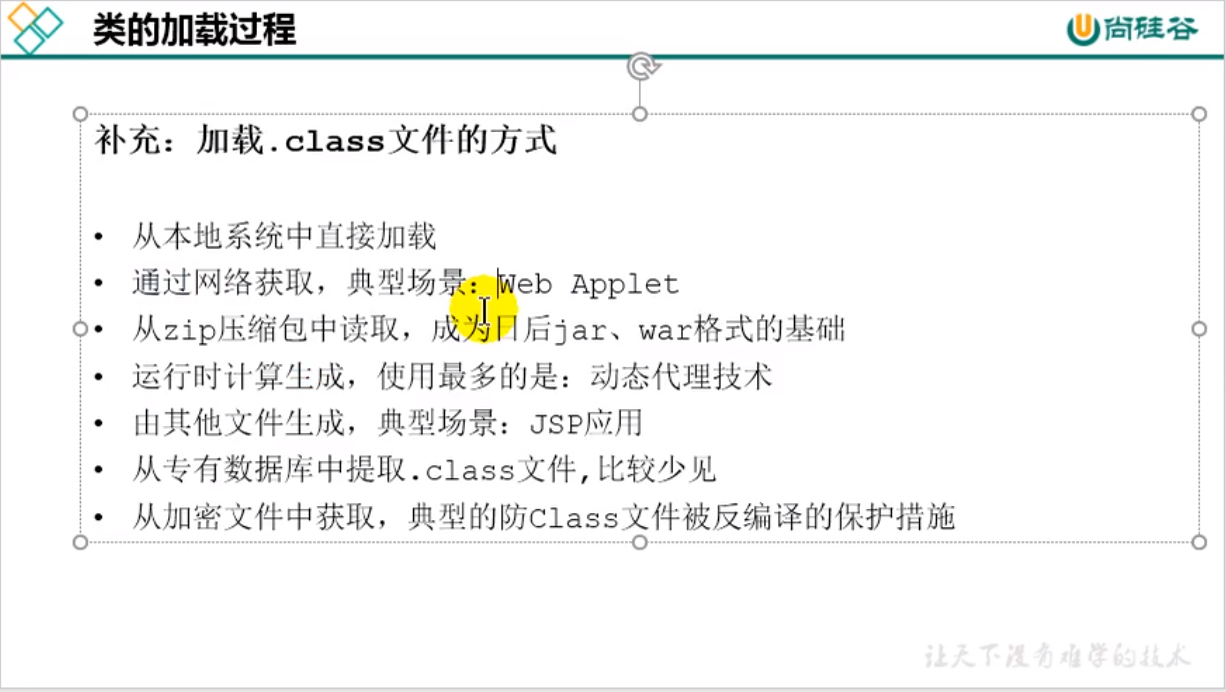 类的加载过程
尚硅谷
补充：加载.class文件的方式
• 从本地系统中直接加载
• 通过网络获取，典型场景：Web Applet
• 从zip压缩包中读取，成为日后jar、war格式的基础
• 运行时计算生成，使用最多的是：动态代理技术
• 由其他文件生成，典型场景：JSP应用
• 从专有数据库中提取.class文件,比较少见
• 从加密文件中获取，典型的防Class文件被反编译的保护措施
让天下没有难学的技术